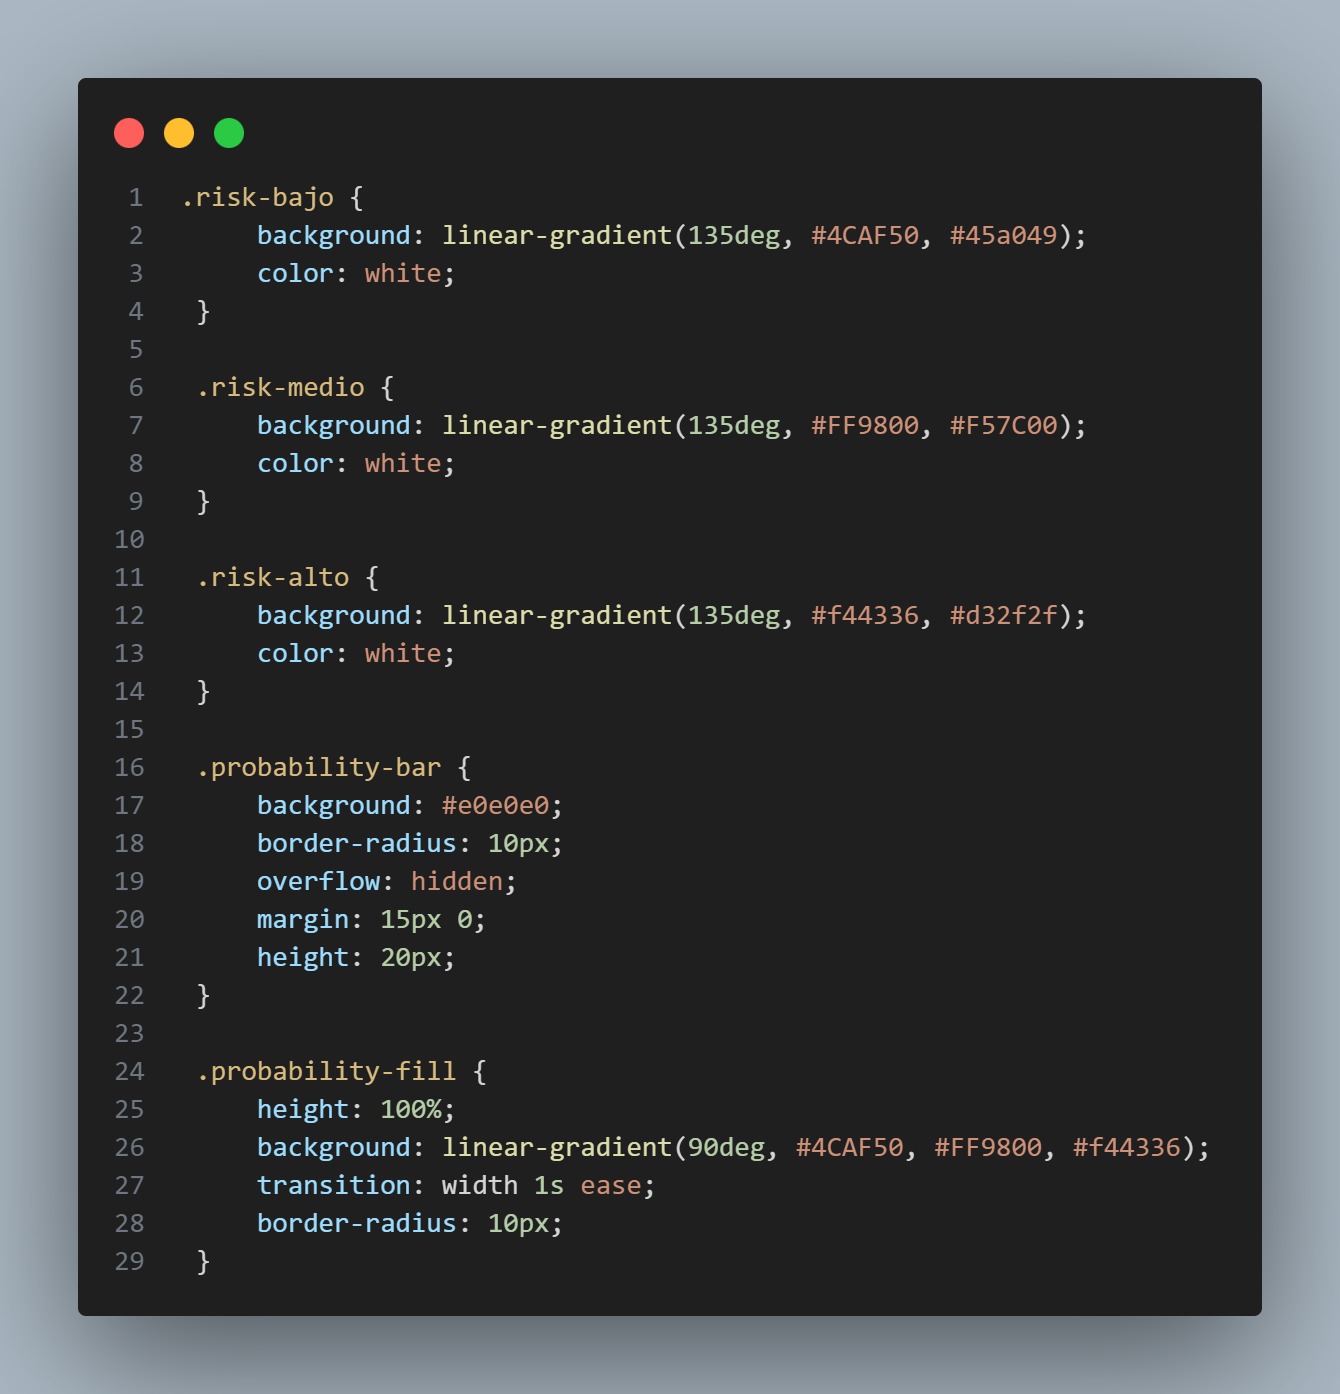 1 .risk-bajo {
2     background: linear-gradient(135deg, #4CAF50, #45a049);
3     color: white;
4 }
5
6 .risk-medio {
7     background: linear-gradient(135deg, #FF9800, #F57C00);
8     color: white;
9 }
10
11 .risk-alto {
12     background: linear-gradient(135deg, #f44336, #d32f2f);
13     color: white;
14 }
15
16 .probability-bar {
17     background: #e0e0e0;
18     border-radius: 10px;
19     overflow: hidden;
20     margin: 15px 0;
21     height: 20px;
22 }
23
24 .probability-fill {
25     height: 100%;
26     background: linear-gradient(90deg, #4CAF50, #FF9800, #f44336);
27     transition: width 1s ease;
28     border-radius: 10px;
29 }